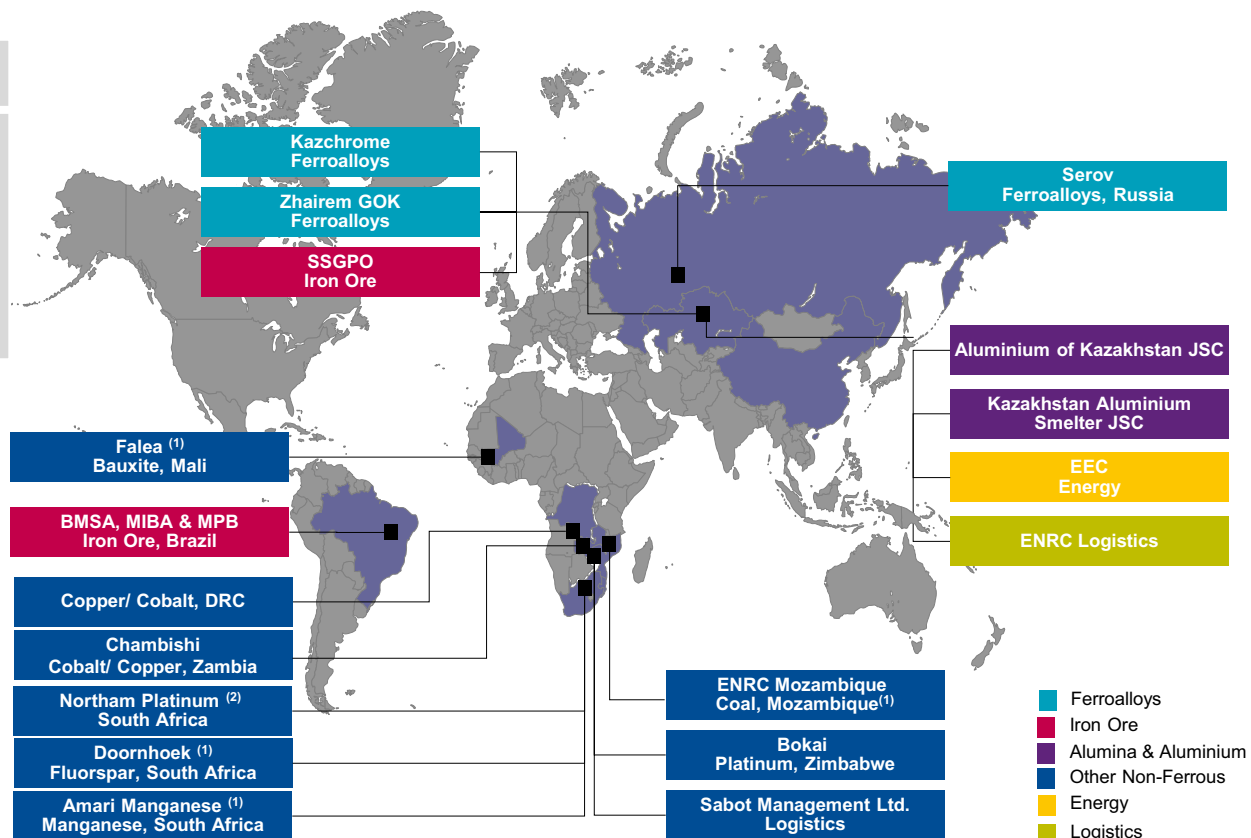 Kazchrome
Ferroalloys
Zhairem GOK
Ferroalloys
SSGPO
Iron Ore
Serov
Ferroalloys, Russia
Aluminium of Kazakhstan JSC
Kazakhstan Aluminium
Smelter JSC
EEC
Energy
ENRC Logistics
Falea (1)
Bauxite, Mali
BMSA, MIBA & MPB
Iron Ore, Brazil
Copper/ Cobalt, DRC
Chambishi
Cobalt/ Copper, Zambia
Northam Platinum (2)
South Africa
Doornhoek (1)
Fluorspar, South Africa
Amari Manganese (1)
Manganese, South Africa
ENRC Mozambique
Coal, Mozambique(1)
Bokai
Platinum, Zimbabwe
Sabot Management Ltd.
Logistics
Ferroalloys
Iron Ore
Alumina & Aluminium
Other Non-Ferrous
Energy
Logistics